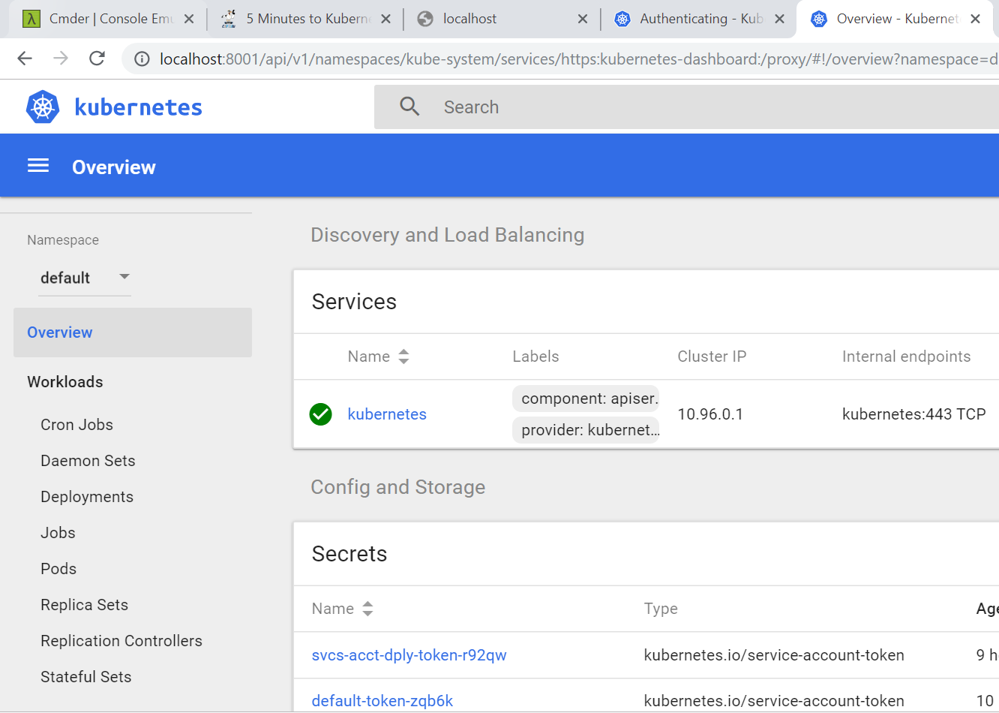 Cmder | Console Emu
5 Minutes to Kuberne
localhost
Authenticating - Kub
Overview - Kubernet
localhost:8001/api/v1/namespaces/kube-system/services/https:kubernetes-dashboard:/proxy/#!/overview?namespace=d
kubernetes
Search
Overview
Namespace
default
Overview
Workloads
Cron Jobs
Daemon Sets
Deployments
Jobs
Pods
Replica Sets
Replication Controllers
Stateful Sets
Discovery and Load Balancing
Services
Name Labels Cluster IP Internal endpoints
component: apiser.
kubernetes 10.96.0.1 kubernetes:443 TCP
provider: kubernet...
Config and Storage
Secrets
Name Type Age
svcs-acct-dply-token-r92qw kubernetes.io/service-account-token 9 h
default-token-zqb6k kubernetes.io/service-account-token 10